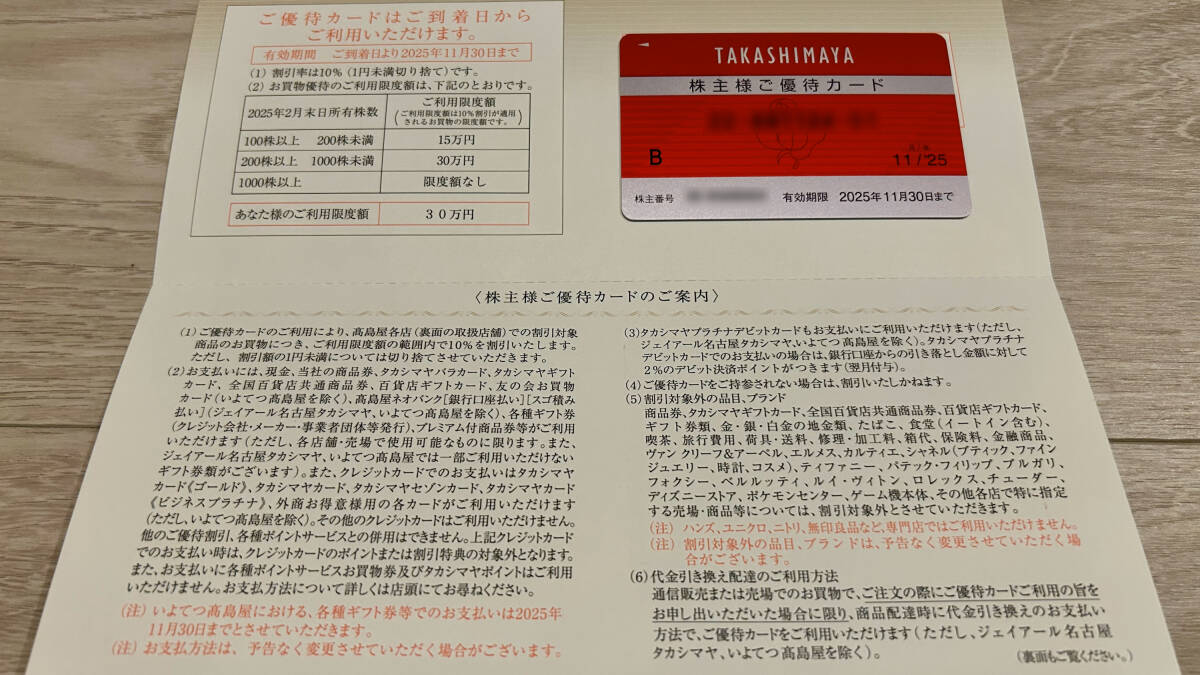 ご優待カードはご到着日から
ご利用いただけます。
有効期間 ご到着日より2025年11月30日まで
(1) 割引率は10%(1円未満切り捨て)です。
(2) お買物優待のご利用限度額は、下記のとおりです。
2025年2月末日所有株数
ご利用限度額
(ご利用限度額は10%割引が適用
されるお買物の限度額です。)
100株以上 200株未満 15万円
200株以上 1000株未満 30万円
1000株以上 限度額なし
あなた様のご利用限度額 30万円
TAKASHIMAYA
株主様ご優待カード
B
月/年
11/'25
株主番号
有効期限 2025年11月30日まで
〈株主様ご優待カードのご案内〉
(1)ご優待カードのご利用により、髙島屋各店(裏面の取扱店舗)での割引対象
商品のお買物につき、ご利用限度額の範囲内で10%を割引いたします。
ただし、割引額の1円未満については切り捨てさせていただきます。
(2)お支払いには、現金、当社の商品券、タカシマヤバラカード、タカシマヤギフト
カード、全国百貨店共通商品券、百貨店ギフトカード、友の会お買物
カード(いよてつ髙島屋を除く)、髙島屋ネオバンク[銀行口座払い][スゴ積み
払い](ジェイアール名古屋タカシマヤ、いよてつ髙島屋を除く)、各種ギフト券
(クレジット会社・メーカー・事業者団体等発行)、プレミアム付商品券等がご利用
いただけます(ただし、各店舗・売場で使用可能なものに限ります。また、
ジェイアール名古屋タカシマヤ、いよてつ髙島屋では一部ご利用いただけない
ギフト券類がございます)。また、クレジットカードでのお支払いはタカシマヤ
カード《ゴールド》、タカシマヤカード、タカシマヤセゾンカード、タカシマヤカード
《ビジネスプラチナ》、外商お得意様用の各カードがご利用いただけます
(ただし、いよてつ髙島屋を除く)。その他のクレジットカードはご利用いただけません。
他のご優待割引、各種ポイントサービスとの併用はできません。上記クレジットカード
でのお支払い時は、クレジットカードのポイントまたは割引特典の対象外となります。
また、お支払いに各種ポイントサービスお買物券及びタカシマヤポイントはご利用
いただけません。お支払方法について詳しくは店頭にてお尋ねください。
(注) いよてつ髙島屋における、各種ギフト券等でのお支払いは2025年
11月30日までとさせていただきます。
(注) お支払方法は、予告なく変更させていただく場合がございます。
(3)タカシマヤプラチナデビットカードもお支払いにご利用いただけます(ただし、
ジェイアール名古屋タカシマヤ、いよてつ髙島屋を除く)。タカシマヤプラチナ
デビットカードでのお支払いの場合は、銀行口座からの引き落とし金額に対して
2%のデビット決済ポイントがつきます(翌月付与)。
(4)ご優待カードをご持参されない場合は、割引いたしかねます。
(5)割引対象外の品目、ブランド
商品券、タカシマヤギフトカード、全国百貨店共通商品券、百貨店ギフトカード、
ギフト券類、金・銀・白金の地金類、たばこ、食堂(イートイン含む)、
喫茶、旅行費用、荷具・送料、修理・加工料、箱代、保険料、金融商品、
ヴァン クリーフ&アーペル、エルメス、カルティエ、シャネル(ブティック、ファイン
ジュエリー、時計、コスメ)、ティファニー、パテック・フィリップ、ブルガリ、
フォクシー、ベルルッティ、ルイ・ヴィトン、ロレックス、チューダー、
ディズニーストア、ポケモンセンター、ゲーム機本体、その他各店で特に指定
する売場・商品等については、割引対象外とさせていただきます。
(注) ハンズ、ユニクロ、ニトリ、無印良品など、専門店ではご利用いただけません。
(注) 割引対象外の品目、ブランドは、予告なく変更させていただく場
合がございます。
(6)代金引き換え配達のご利用方法
通信販売または売場でのお買物で、ご注文の際にご優待カードご利用の旨を
お申し出いただいた場合に限り、商品配達時に代金引き換えのお支払い
方法で、ご優待カードをご利用いただけます(ただし、ジェイアール名古屋
タカシマヤ、いよてつ髙島屋を除く)。
(裏面もご覧ください。)